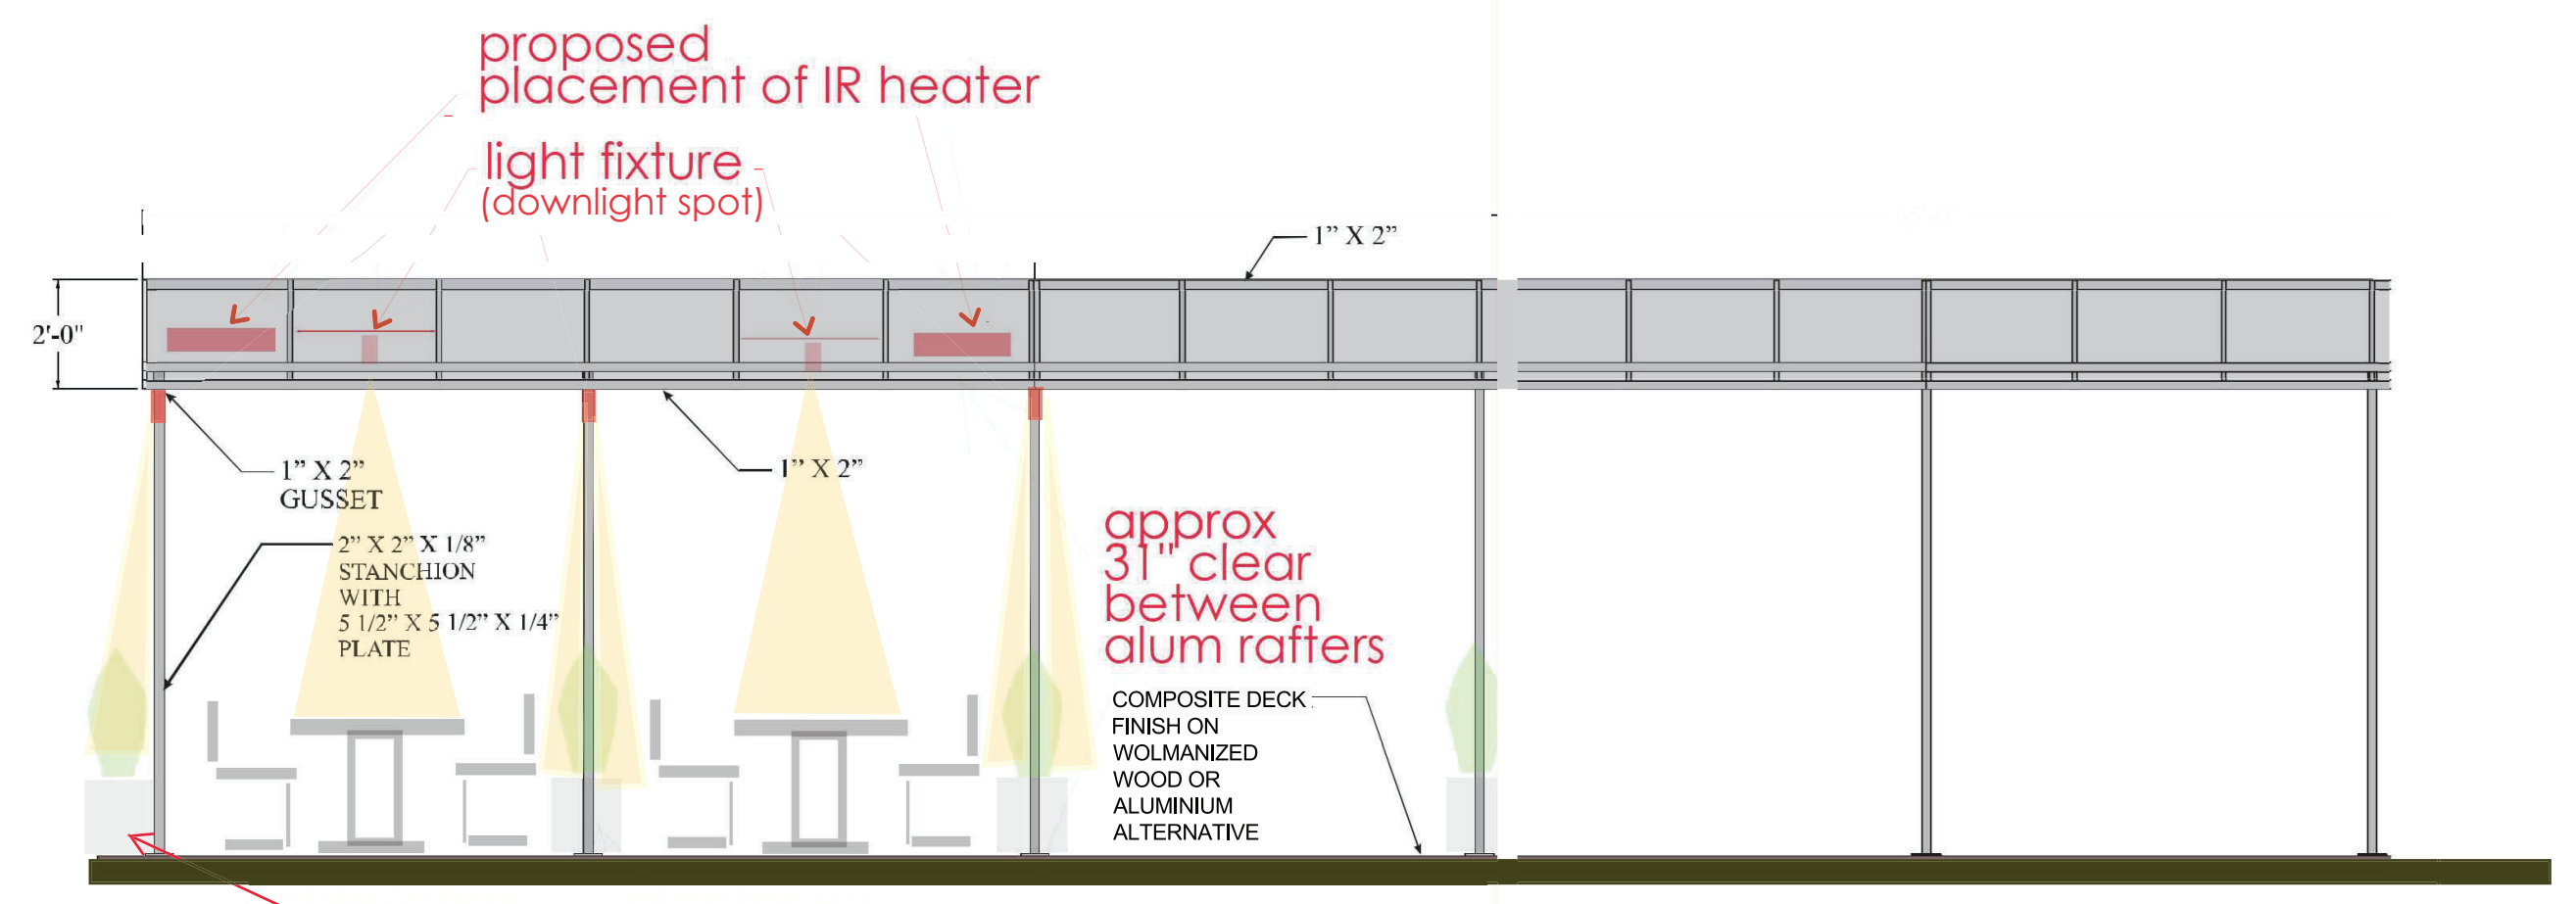 proposed
placement of IR heater
light fixture
(downlight spot)
1” X 2”
2'-0"
1” X 2”
GUSSET
1” X 2”
2” X 2” X 1/8”
STANCHION
WITH
5 1/2” X 5 1/2” X 1/4”
PLATE
approx
31" clear
between
alum rafters
COMPOSITE DECK
FINISH ON
WOLMANIZED
WOOD OR
ALUMINIUM
ALTERNATIVE